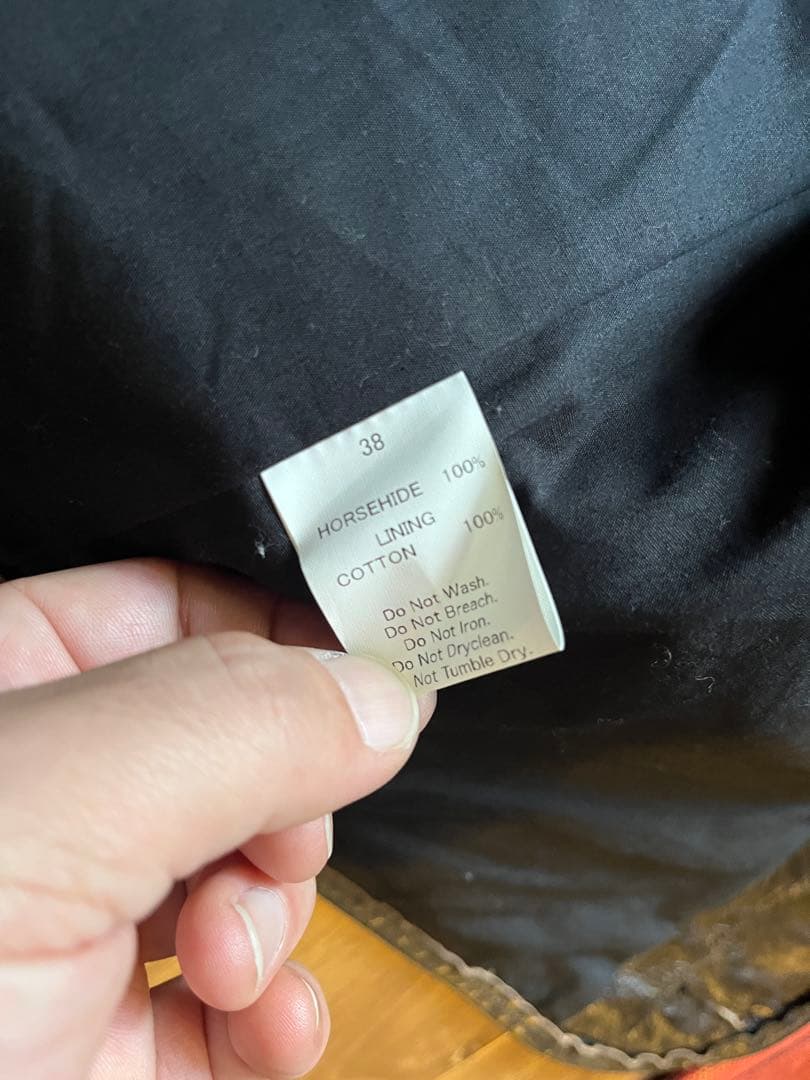 38
HORSEHIDE 100%
LINING
COTTON 100%
Do Not Wash.
Do Not Breach.
Do Not Iron.
Do Not Dryclean.
Not Tumble Dry.